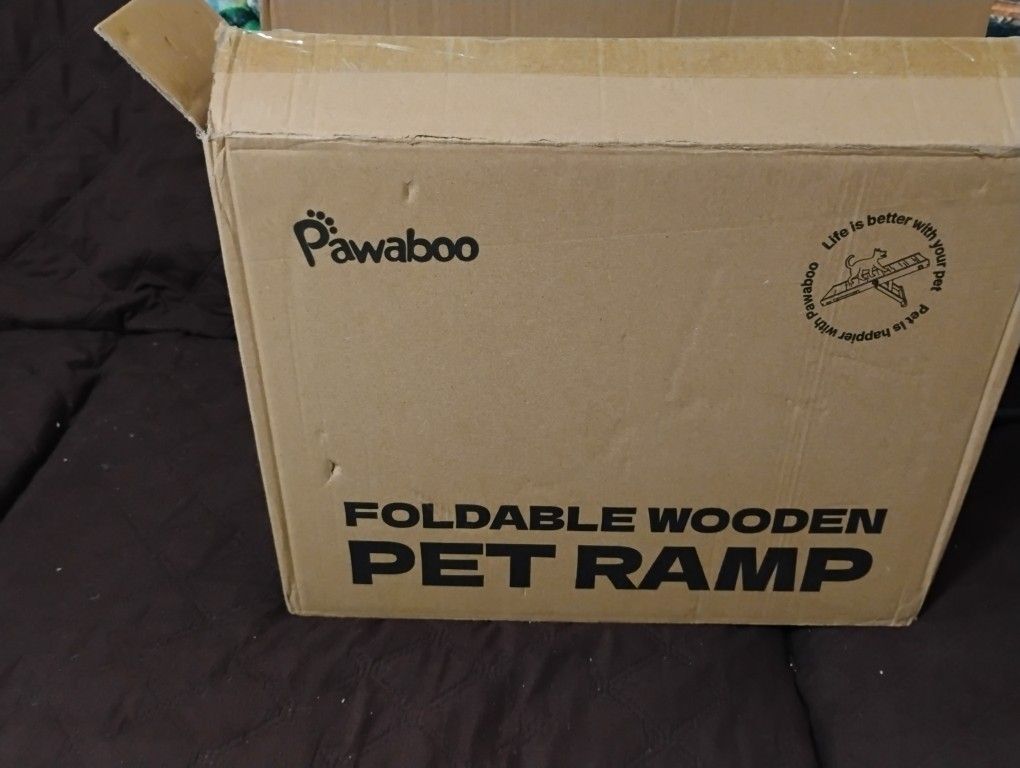 Pawaboo
Life is better with your pet
Pet is happier with Pawaboo
FOLDABLE WOODEN
PET RAMP